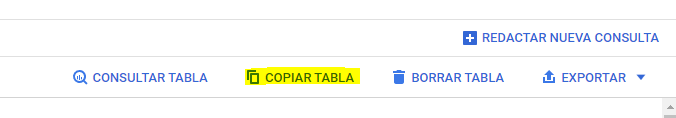 REDACTAR NUEVA CONSULTA
CONSULTAR TABLA COPIAR TABLA BORRAR TABLA EXPORTAR